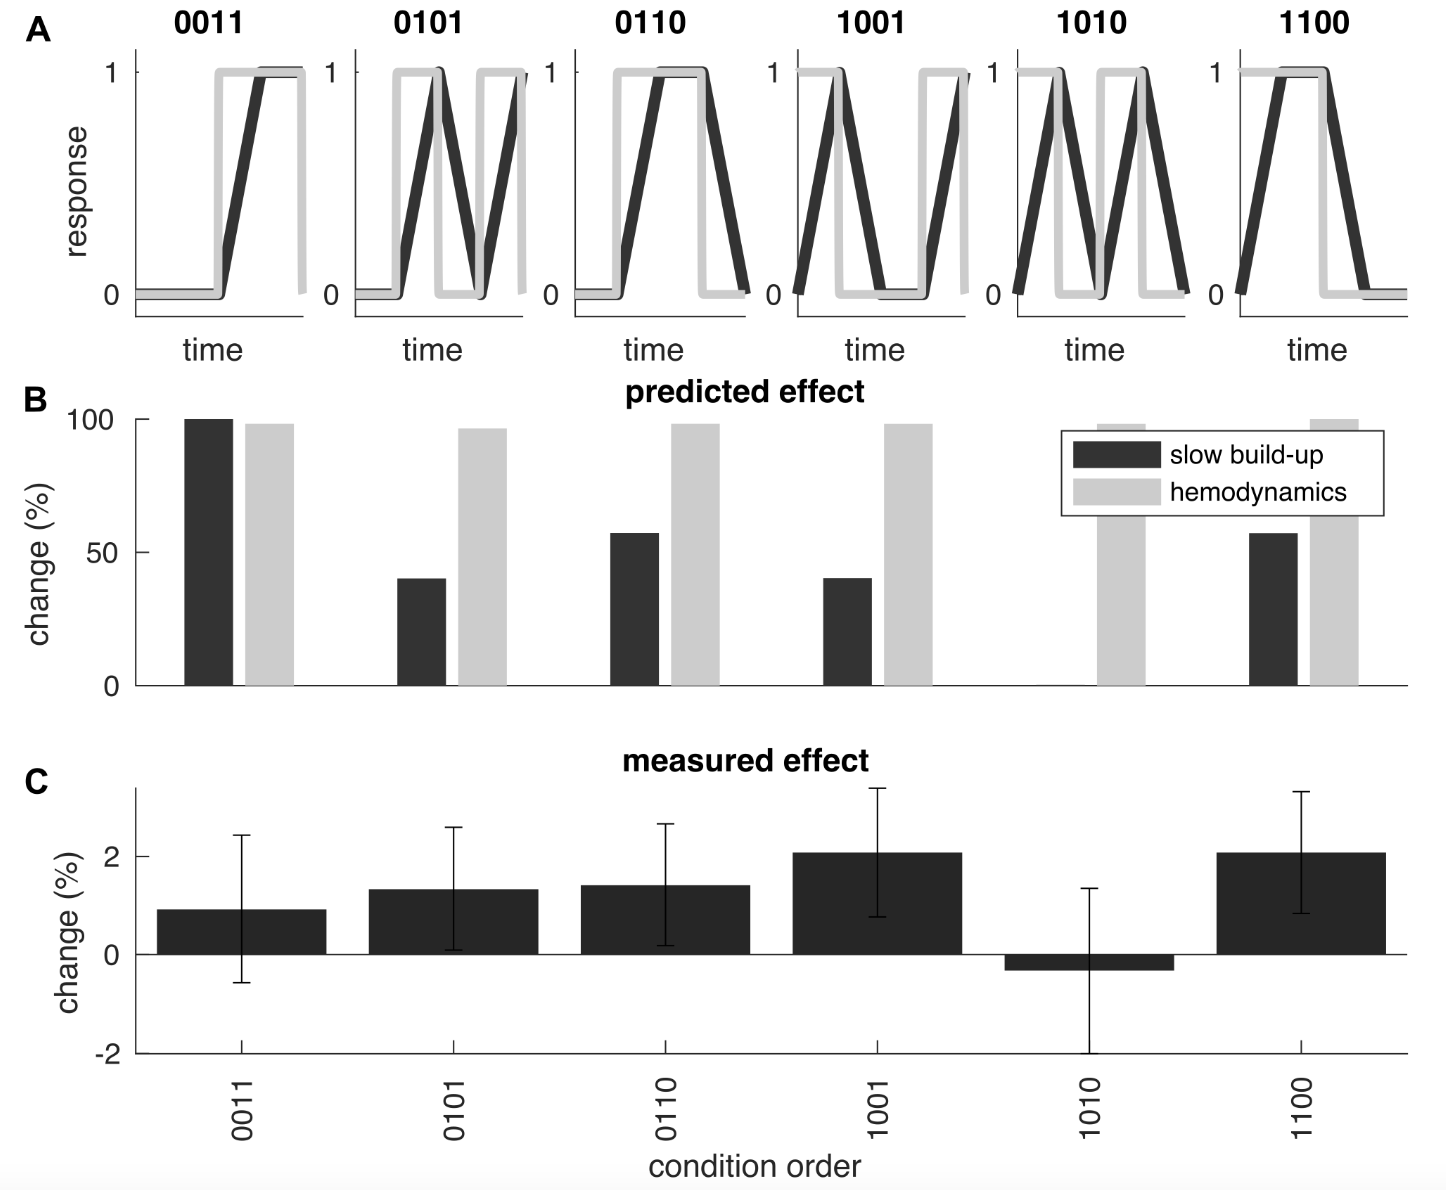 A
0011 0101 0110 1001 1010 1100
1 1 1 1 1 1
response
0 0 0 0 0 0
time time time time time time
B
predicted effect
100
50
0
change (%)
slow build-up
hemodynamics
C
measured effect
2
0
-2
change (%)
0011 0101 0110 1001 1010 1100
condition order